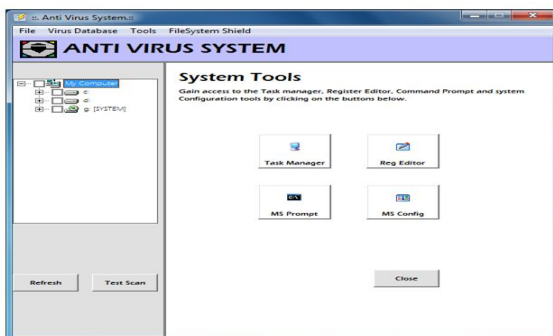 .:: Anti Virus System.::
File Virus Database Tools FileSystem Shield
ANTI VIRUS SYSTEM
My Computer
c
d
g [SYSTEM]
Refresh
Test Scan
System Tools
Gain access to the Task manager, Register Editor, Command Prompt and system
Configuration tools by clicking on the buttons below.
Task Manager
Reg Editor
MS Prompt
MS Config
Close